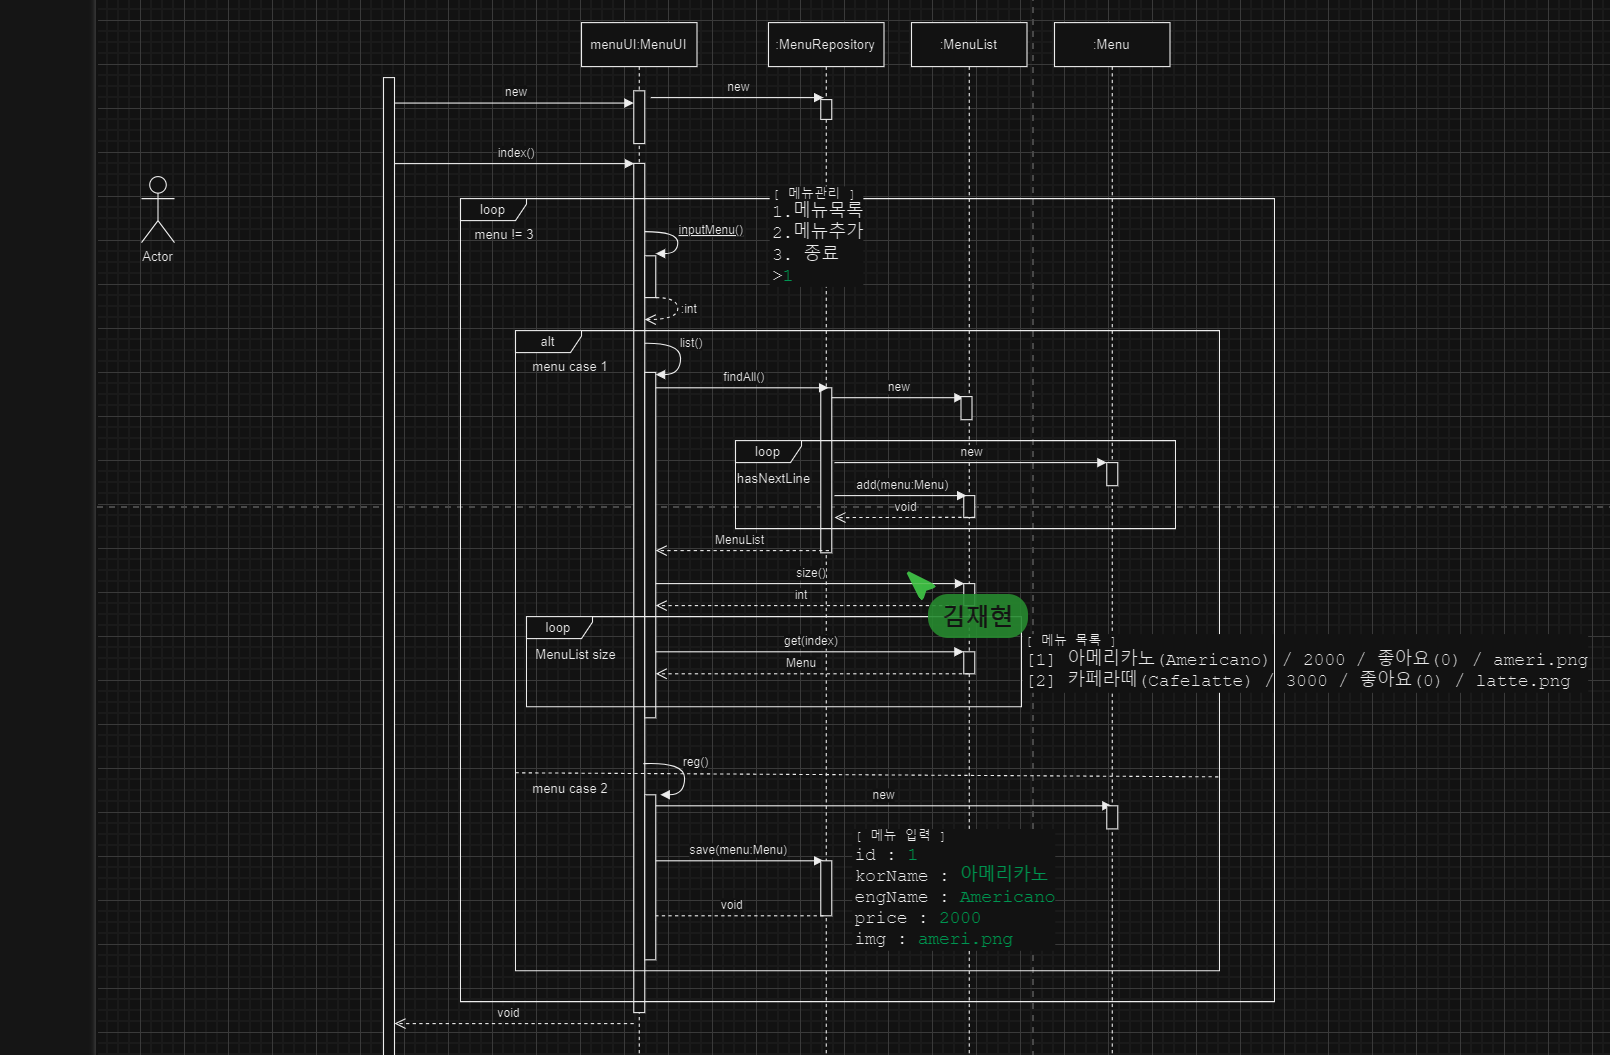 menuUI:MenuUI
:MenuRepository
:MenuList
:Menu
new
new
index()
Actor
loop
menu != 3
inputMenu()
[ 메뉴관리 ]
1.메뉴목록
2.메뉴추가
3. 종료
>1
:int
alt
menu case 1
list()
findAll()
new
loop
hasNextLine
new
add(menu:Menu)
void
MenuList
size()
int
김재현
loop
MenuList size
get(index)
Menu
[ 메뉴 목록 ]
[1] 아메리카노(Americano) / 2000 / 좋아요(0) / ameri.png
[2] 카페라떼(Cafelatte) / 3000 / 좋아요(0) / latte.png
reg()
menu case 2
new
save(menu:Menu)
void
[ 메뉴 입력 ]
id : 1
korName : 아메리카노
engName : Americano
price : 2000
img : ameri.png
void